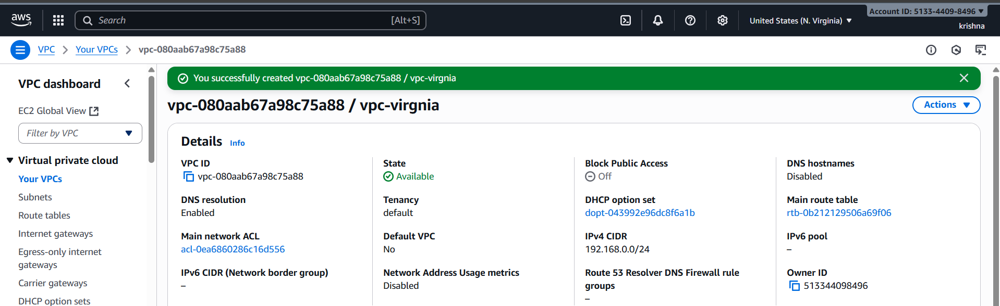 aws
Search
[Alt+S]
United States (N. Virginia)
Account ID: 5133-4409-8496
krishna
VPC
Your VPCs
vpc-080aab67a98c75a88
VPC dashboard
EC2 Global View
Filter by VPC
Virtual private cloud
Your VPCs
Subnets
Route tables
Internet gateways
Egress-only internet
gateways
Carrier gateways
DHCP option sets
You successfully created vpc-080aab67a98c75a88 / vpc-virgnia
vpc-080aab67a98c75a88 / vpc-virgnia
Actions
Details Info
VPC ID
vpc-080aab67a98c75a88
State
Available
Block Public Access
Off
DNS hostnames
Disabled
DNS resolution
Enabled
Tenancy
default
DHCP option set
dopt-043992e96dc8f6a1b
Main route table
rtb-0b212129506a69f06
Main network ACL
acl-0ea6860286c16d556
Default VPC
No
IPv4 CIDR
192.168.0.0/24
IPv6 pool
–
IPv6 CIDR (Network border group)
–
Network Address Usage metrics
Disabled
Route 53 Resolver DNS Firewall rule
groups
–
Owner ID
513344098496